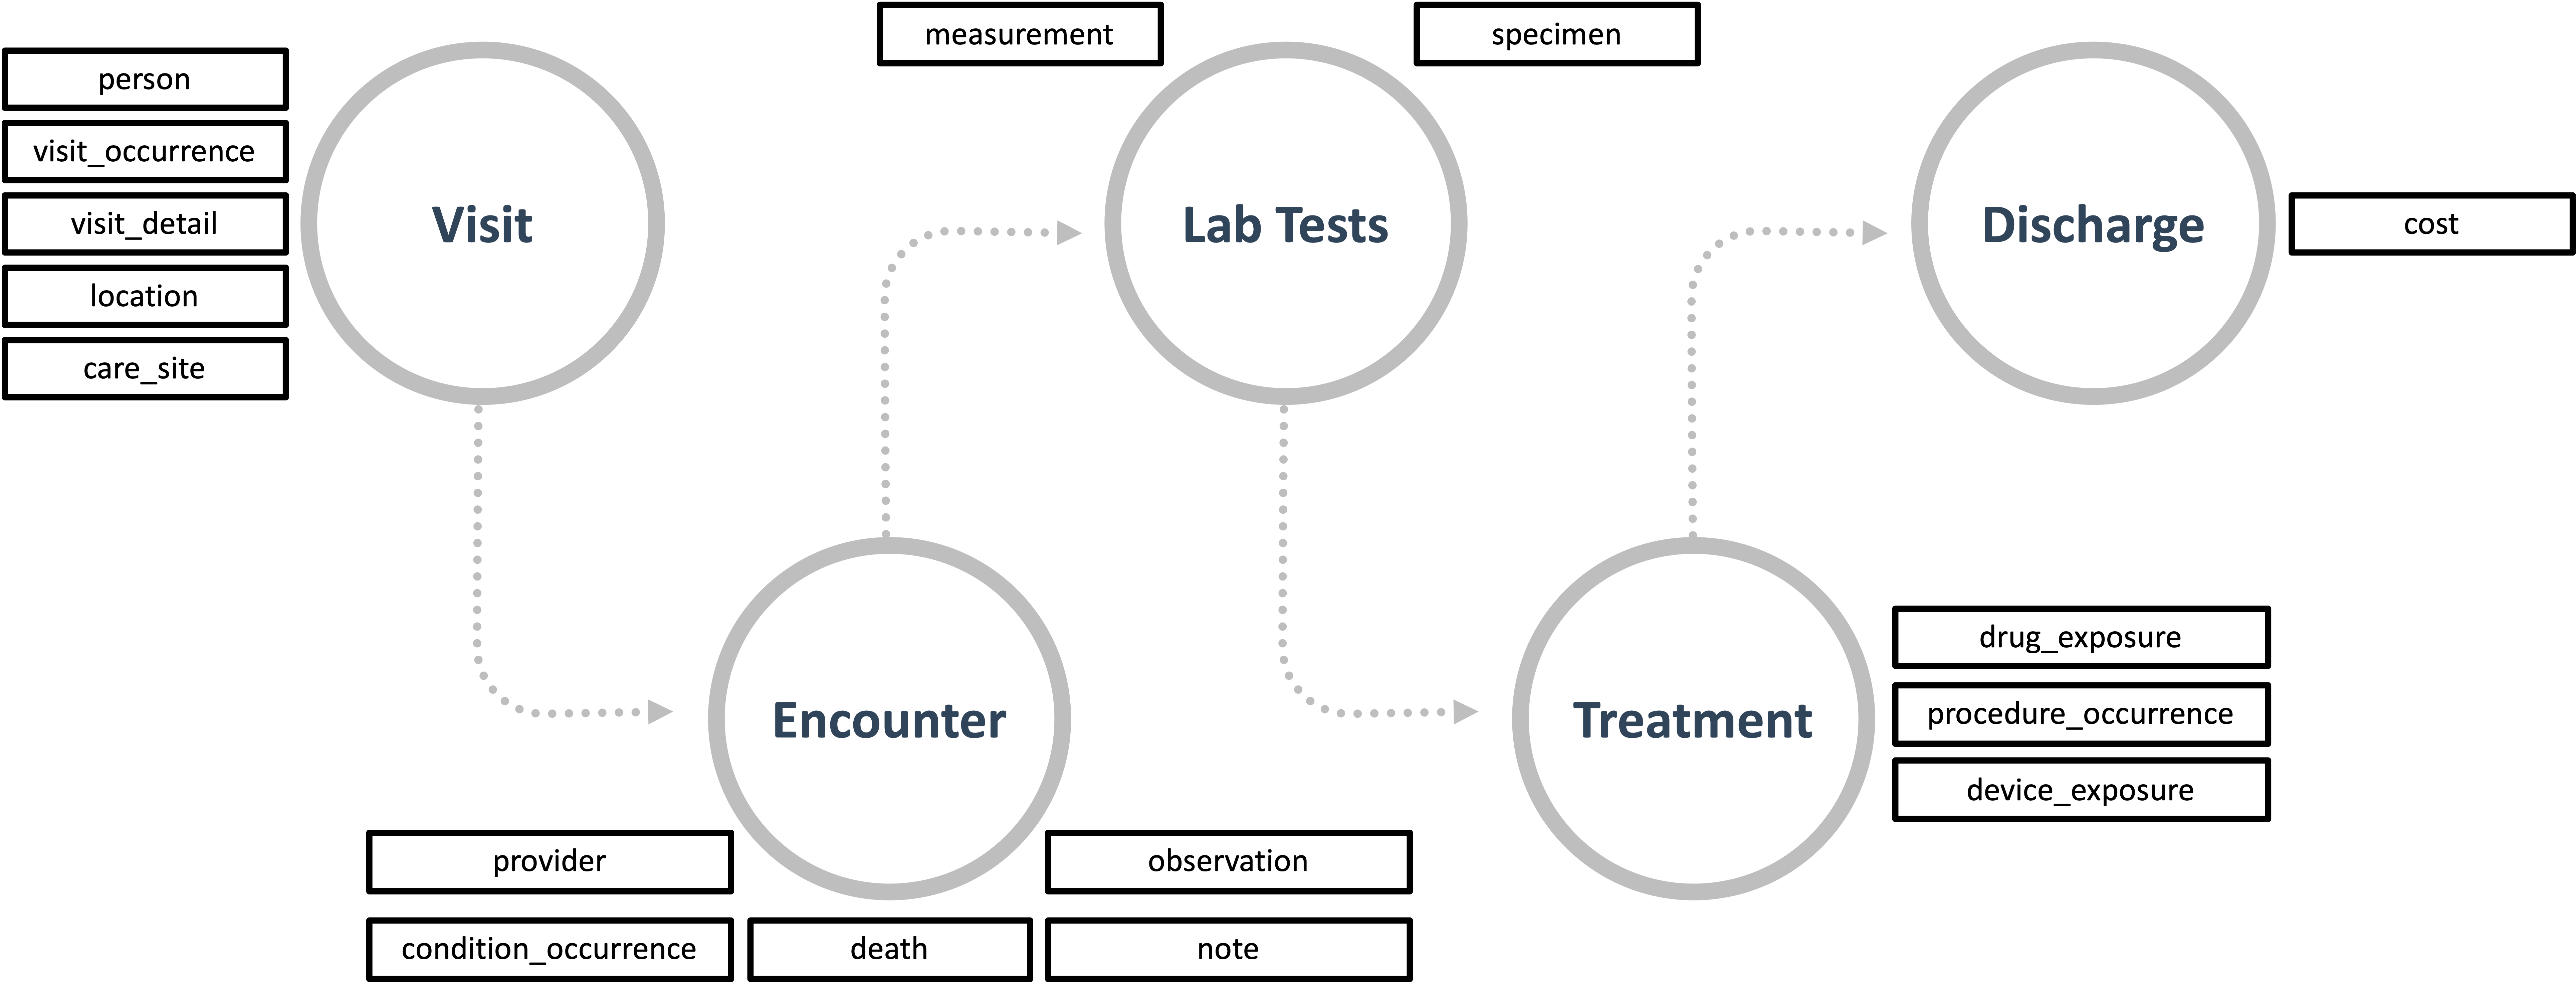 person
visit_occurrence
visit_detail
location
care_site
Visit
measurement
specimen
Lab Tests
Discharge
cost
Encounter
provider
observation
condition_occurrence
death
note
Treatment
drug_exposure
procedure_occurrence
device_exposure